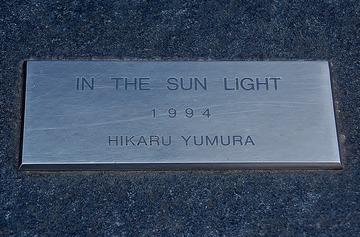 IN THE SUN LIGHT
1994
HIKARU YUMURA